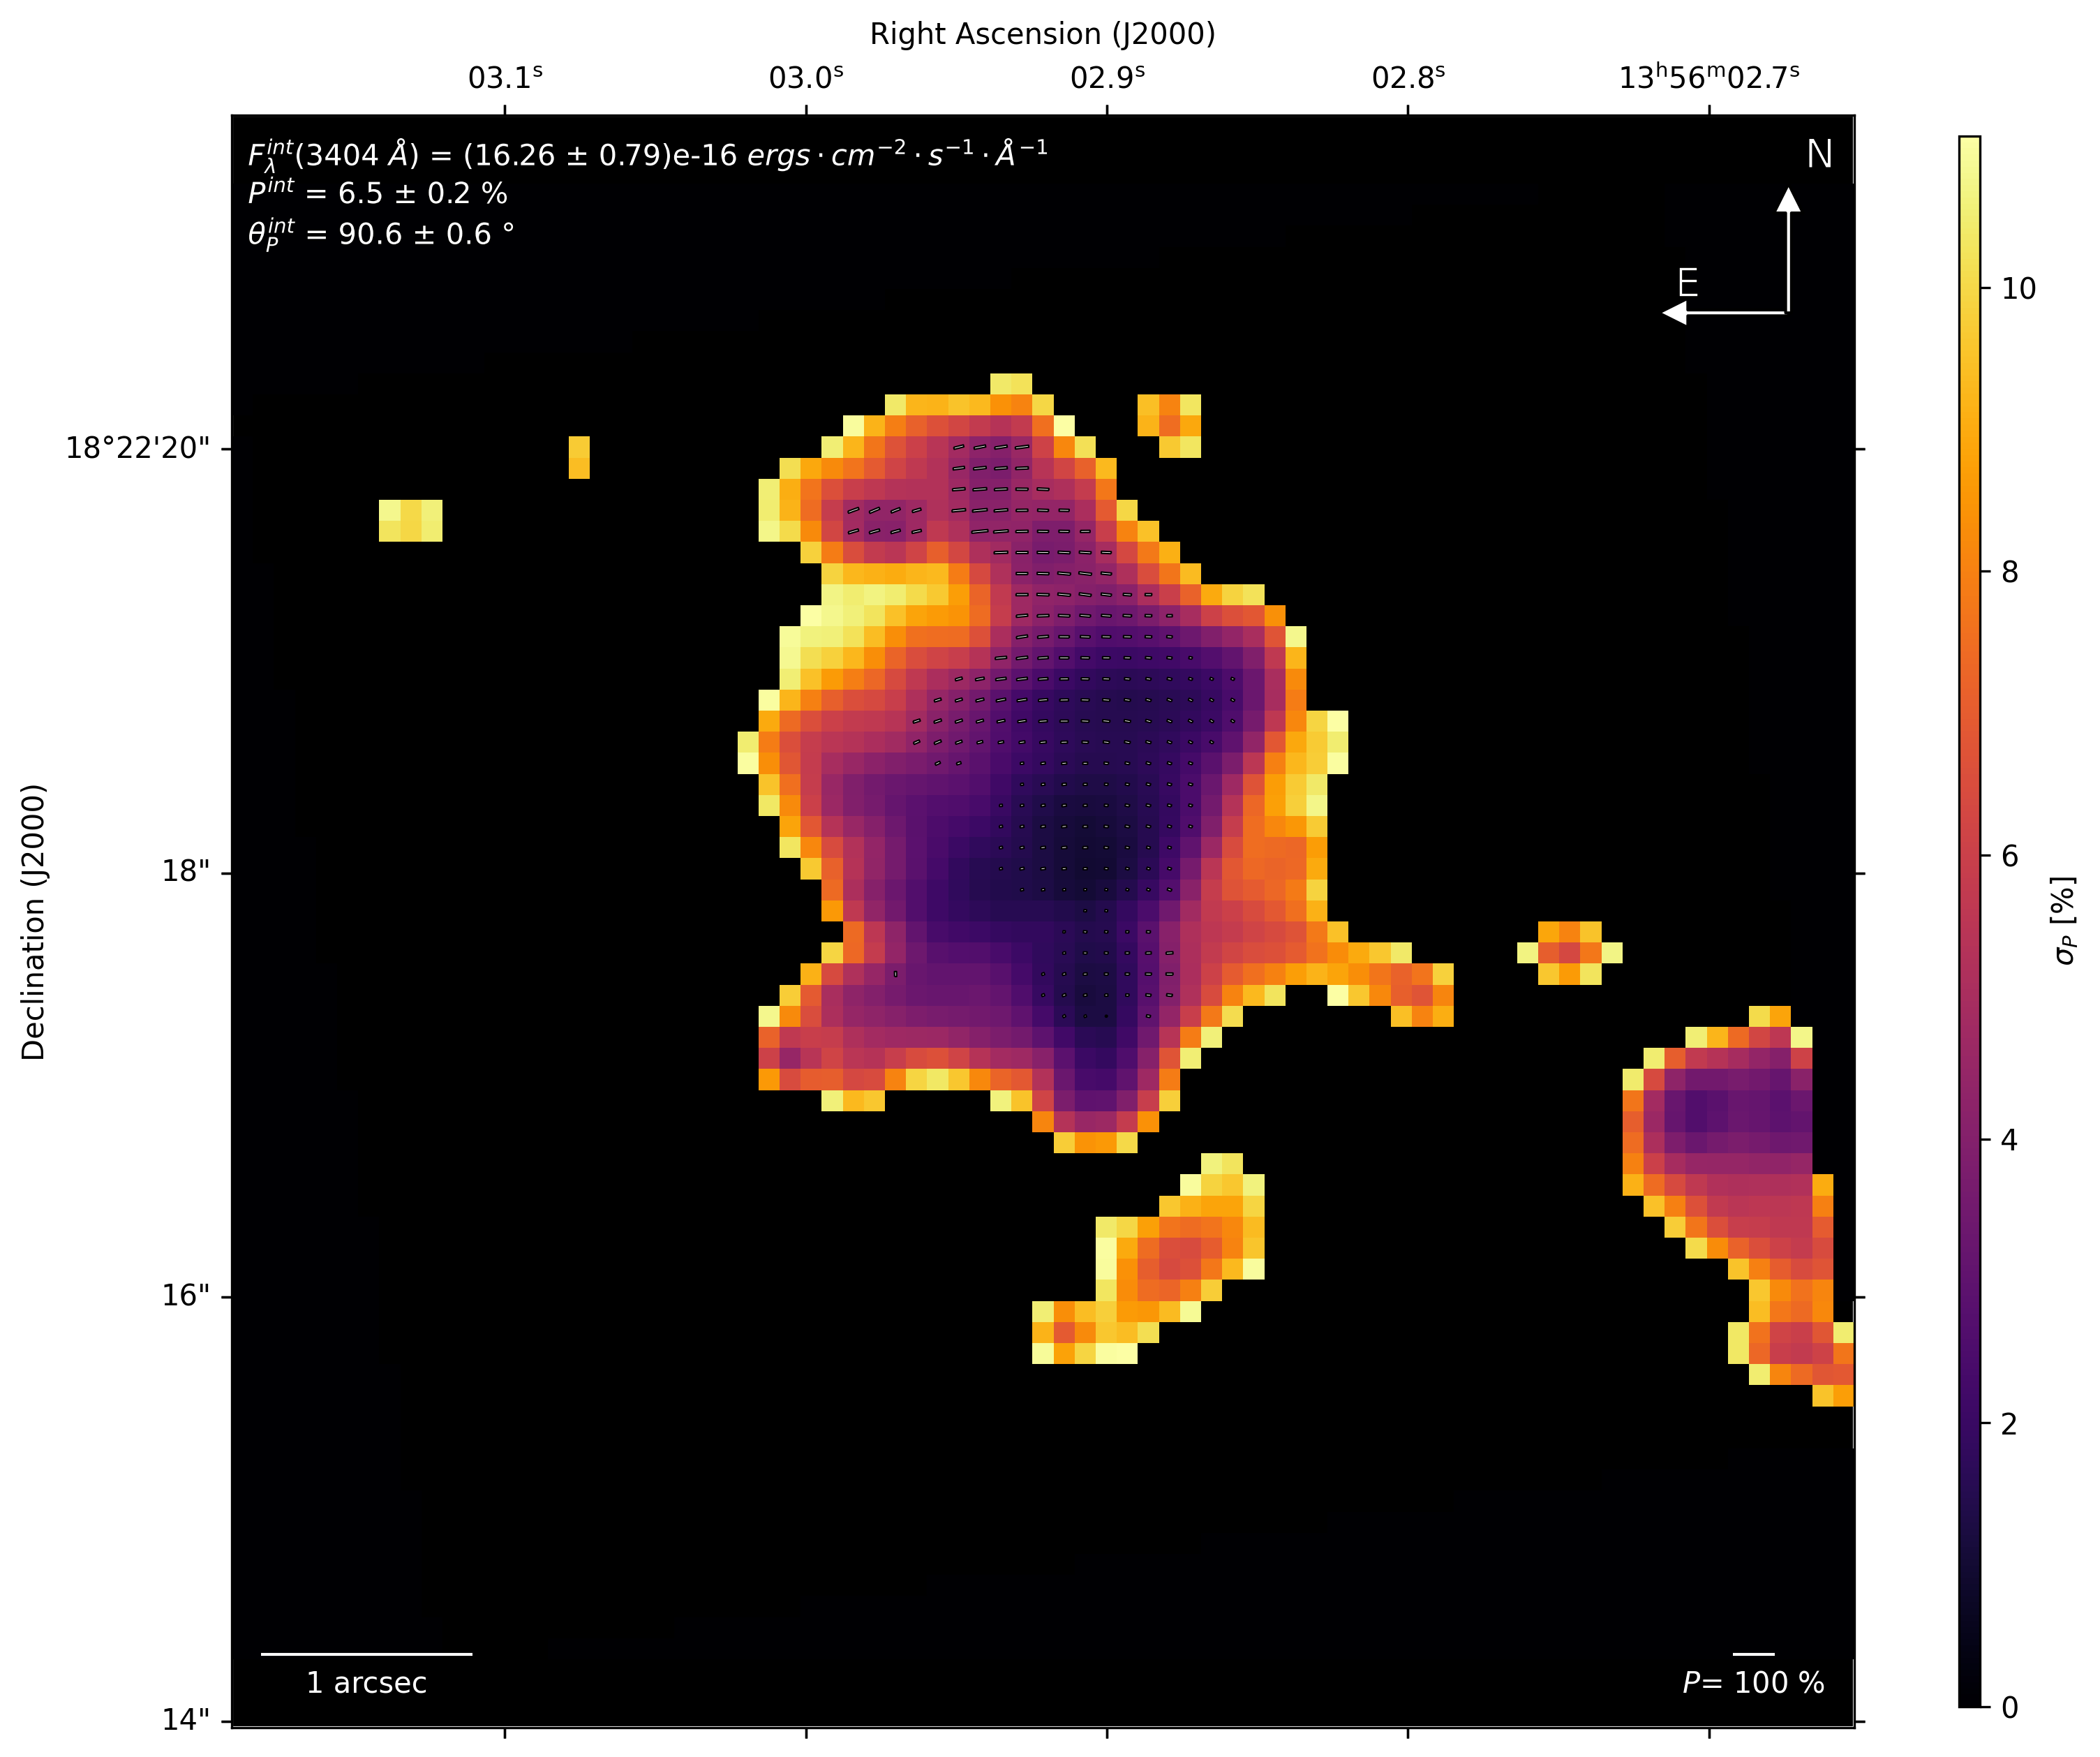 Right Ascension (J2000)
03.1ˢ 03.0ˢ 02.9ˢ 02.8ˢ 13ʰ56ᵐ02.7ˢ
F_λ^int(3404 Å) = (16.26 ± 0.79)e-16 ergs · cm⁻² · s⁻¹ · Å⁻¹
P^int = 6.5 ± 0.2 %
θ_P^int = 90.6 ± 0.6 °
N
E
18°22'20"
18"
16"
14"
Declination (J2000)
1 arcsec
P= 100 %
10
8
6
4
2
0
σ_P [%]